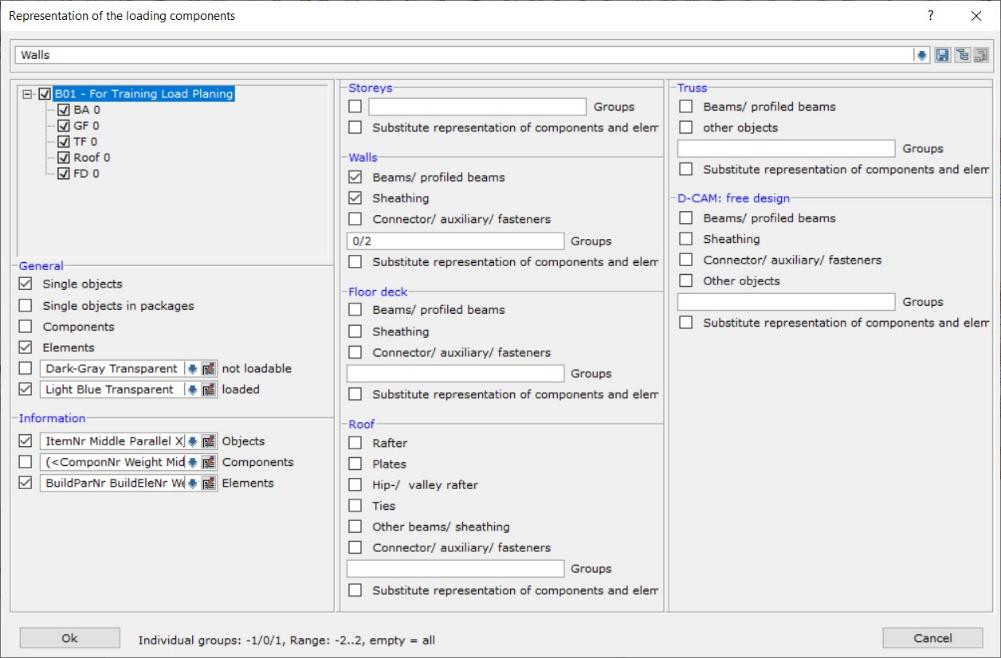 Representation of the loading components
?
Walls
B01 - For Training Load Planing
BA 0
GF 0
TF 0
Roof 0
FD 0
General
Single objects
Single objects in packages
Components
Elements
Dark-Gray Transparent not loadable
Light Blue Transparent loaded
Information
ItemNr Middle Parallel X Objects
(<ComponNr Weight Mid Components
BuildParNr BuildEleNr We Elements
Storeys
Groups
Substitute representation of components and elem
Walls
Beams/ profiled beams
Sheathing
Connector/ auxiliary/ fasteners
0/2 Groups
Substitute representation of components and elem
Floor deck
Beams/ profiled beams
Sheathing
Connector/ auxiliary/ fasteners
Groups
Substitute representation of components and elem
Roof
Rafter
Plates
Hip-/ valley rafter
Ties
Other beams/ sheathing
Connector/ auxiliary/ fasteners
Groups
Substitute representation of components and elem
Truss
Beams/ profiled beams
other objects
Groups
Substitute representation of components and elem
D-CAM: free design
Beams/ profiled beams
Sheathing
Connector/ auxiliary/ fasteners
Other objects
Groups
Substitute representation of components and elem
Ok
Individual groups: -1/0/1, Range: -2..2, empty = all
Cancel